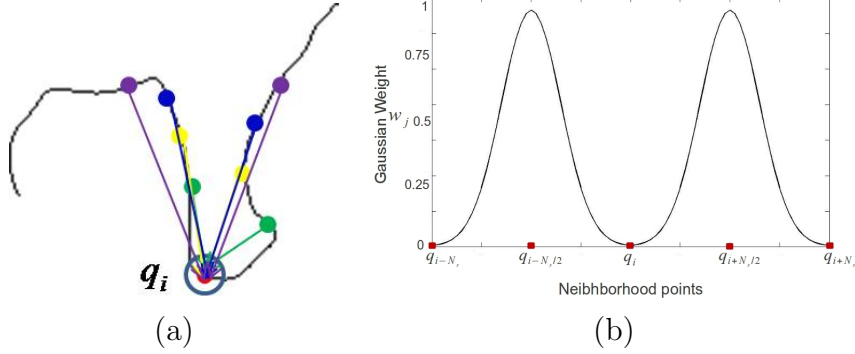 q_i
(a)
1
0.75
0.5
0.25
0
Gaussian Weight
w_j
q_{i-N_r} q_{i-N_r/2} q_i q_{i+N_r/2} q_{i+N_r}
Neibhborhood points
(b)